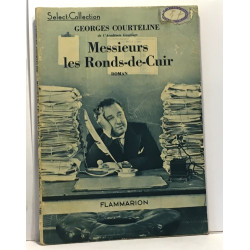 Select-Collection
GEORGES COURTELINE
de l'Académie Goncourt
Messieurs
les Ronds-de-Cuir
ROMAN
FLAMMARION